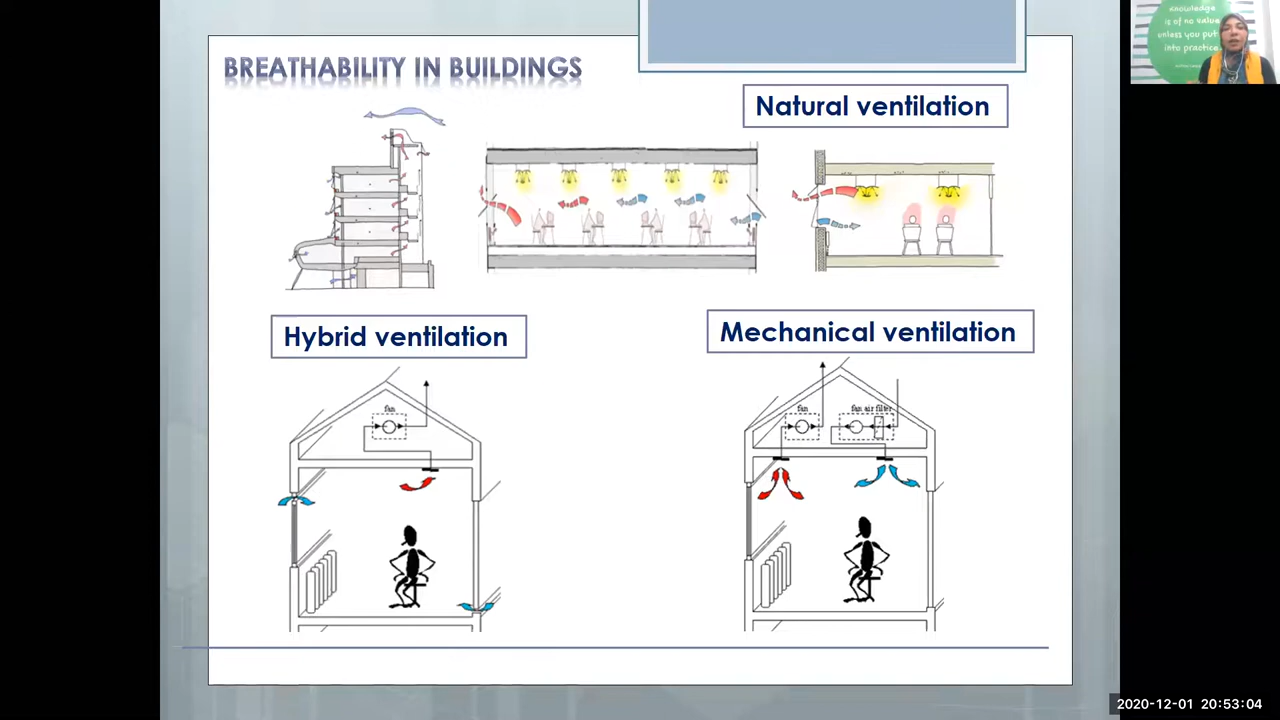 knowledge
is of no value
unless you put
into practice
BREATHABILITY IN BUILDINGS
Natural ventilation
Hybrid ventilation
Mechanical ventilation
fan
fan
fan air filter
2020-12-01 20:53:04